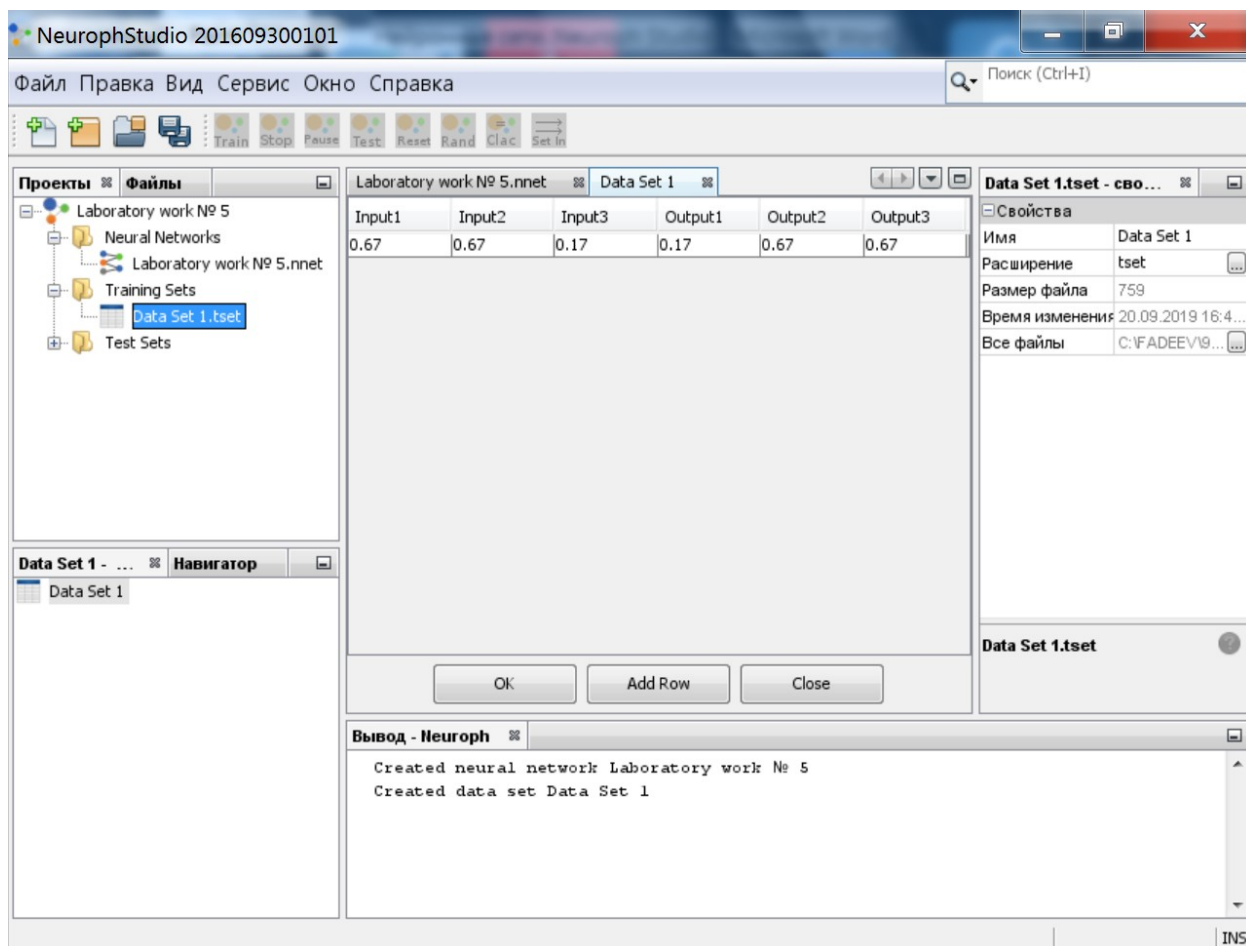 NeurophStudio 201609300101
Файл Правка Вид Сервис Окно Справка
Поиск (Ctrl+I)
Train Stop Pause Test Reset Rand Clac Set In
Проекты Файлы
Laboratory work № 5
Neural Networks
Laboratory work № 5.nnet
Training Sets
Data Set 1.tset
Test Sets
Data Set 1 - ... Навигатор
Data Set 1
Laboratory work № 5.nnet Data Set 1
Input1 Input2 Input3 Output1 Output2 Output3
0.67 0.67 0.17 0.17 0.67 0.67
OK Add Row Close
Data Set 1.tset - сво...
Свойства
Имя Data Set 1
Расширение tset ...
Размер файла 759
Время изменения 20.09.2019 16:4...
Все файлы C:\FADEEV\9... ...
Data Set 1.tset
Вывод - Neuroph
Created neural network Laboratory work № 5
Created data set Data Set 1
INS